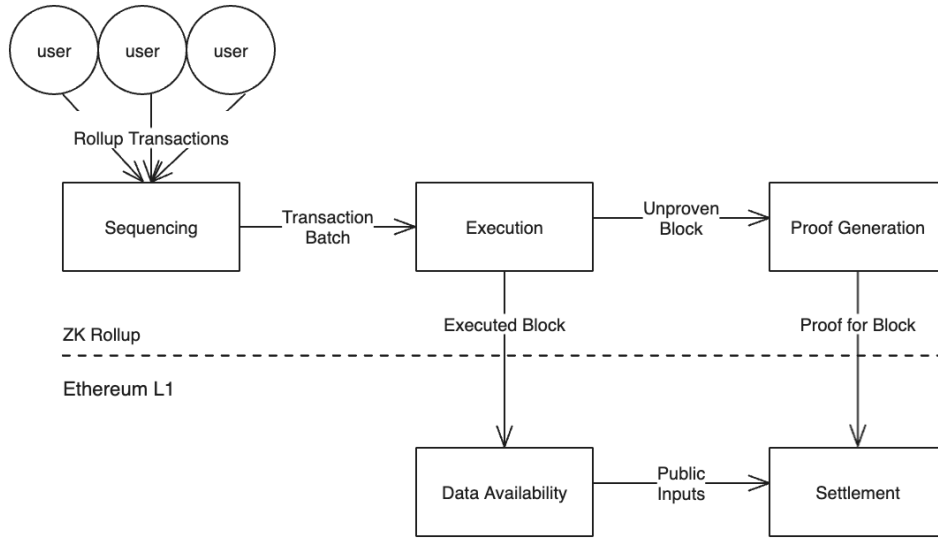 user user user
Rollup Transactions
Sequencing
Transaction
Batch
Execution
Unproven
Block
Proof Generation
Executed Block
Proof for Block
ZK Rollup
Ethereum L1
Data Availability
Public
Inputs
Settlement